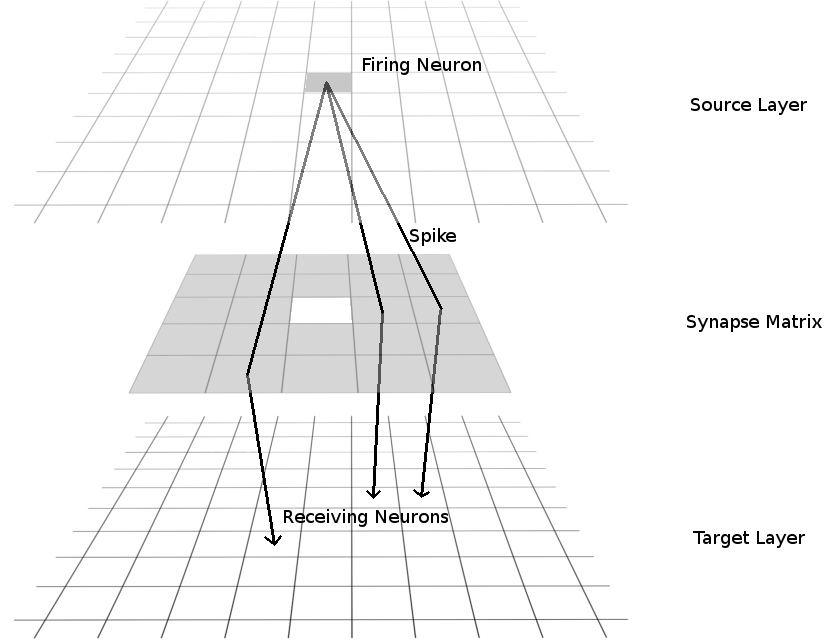 Firing Neuron
Source Layer
Spike
Synapse Matrix
Receiving Neurons
Target Layer